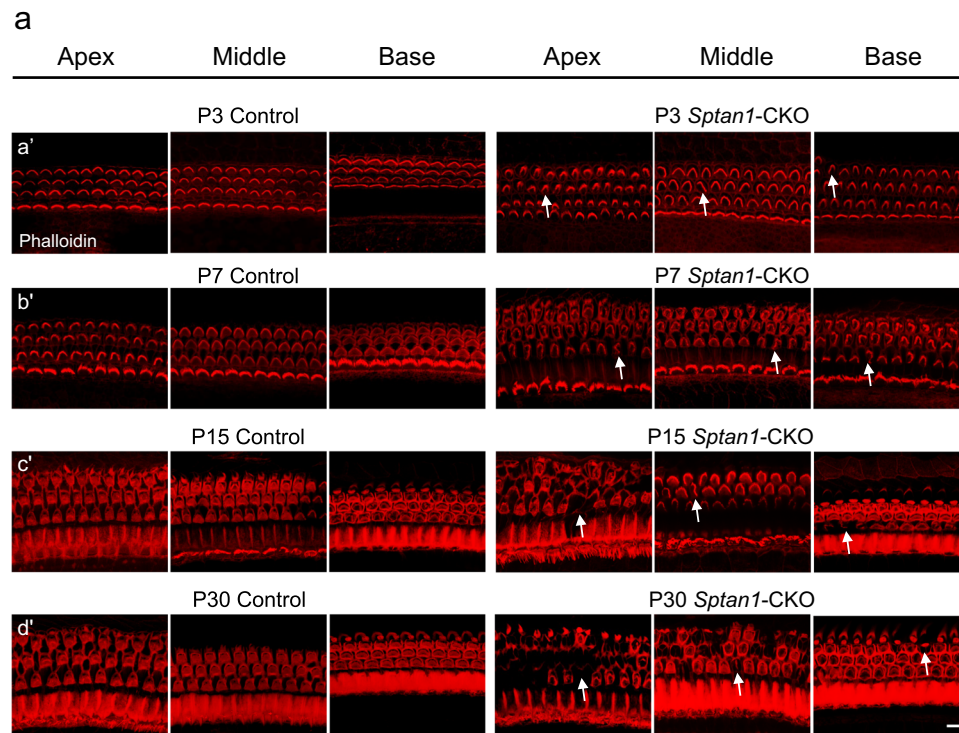 a
Apex Middle Base Apex Middle Base
P3 Control P3 Sptan1-CKO
a’
Phalloidin
P7 Control P7 Sptan1-CKO
b'
P15 Control P15 Sptan1-CKO
c'
P30 Control P30 Sptan1-CKO
d'